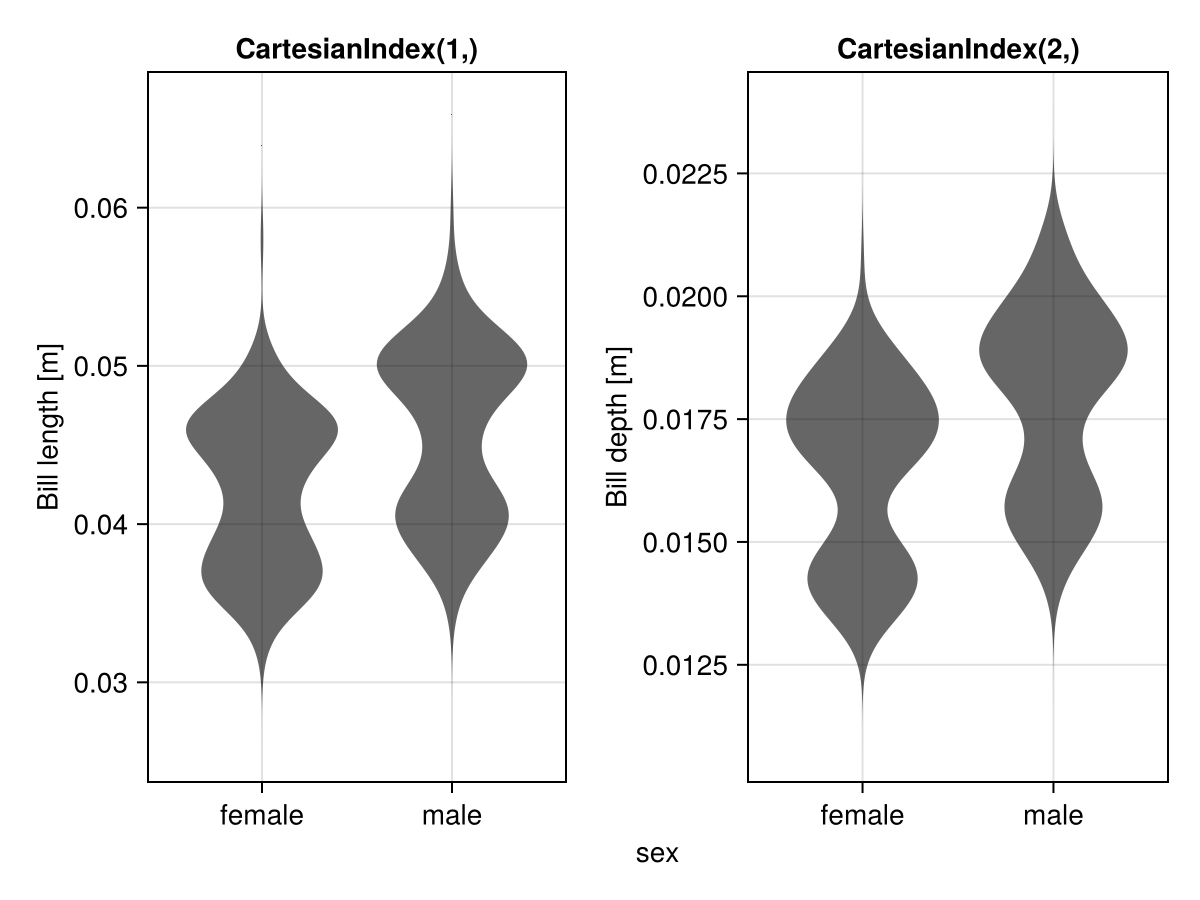 CartesianIndex(1,)
Bill length [m]
0.06
0.05
0.04
0.03
female
male
CartesianIndex(2,)
Bill depth [m]
0.0225
0.0200
0.0175
0.0150
0.0125
female
male
sex